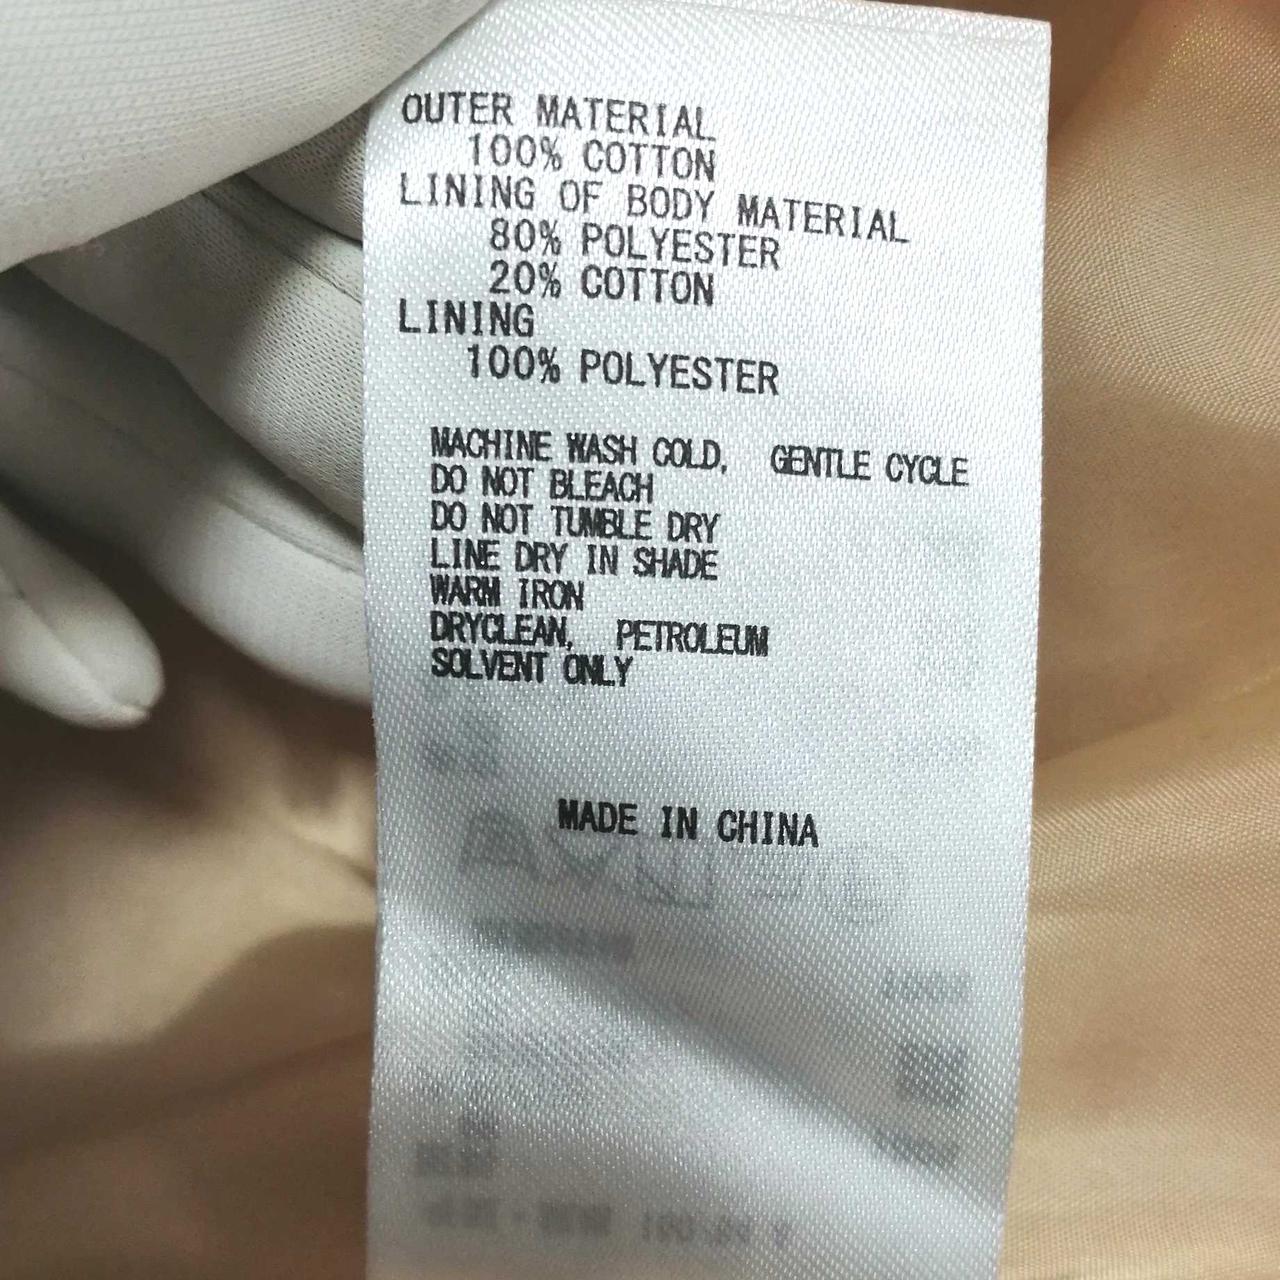 OUTER MATERIAL
100% COTTON
LINING OF BODY MATERIAL
80% POLYESTER
20% COTTON
LINING
100% POLYESTER
MACHINE WASH COLD, GENTLE CYCLE
DO NOT BLEACH
DO NOT TUMBLE DRY
LINE DRY IN SHADE
WARM IRON
DRYCLEAN, PETROLEUM
SOLVENT ONLY
MADE IN CHINA